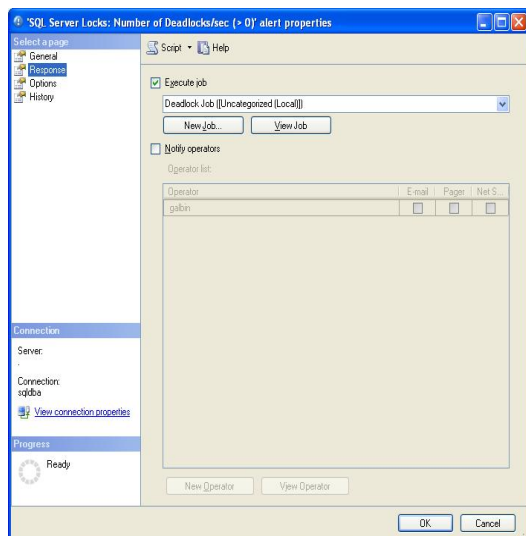 'SQL Server Locks: Number of Deadlocks/sec (> 0)' alert properties
Select a page
General
Response
Options
History
Script
Help
Execute job
Deadlock Job ([Uncategorized (Local)])
New Job...
View Job
Notify operators
Operator list:
Operator
E-mail
Pager
Net S...
galbin
Connection
Server:
.
Connection:
sqldba
View connection properties
Progress
Ready
New Operator
View Operator
OK
Cancel